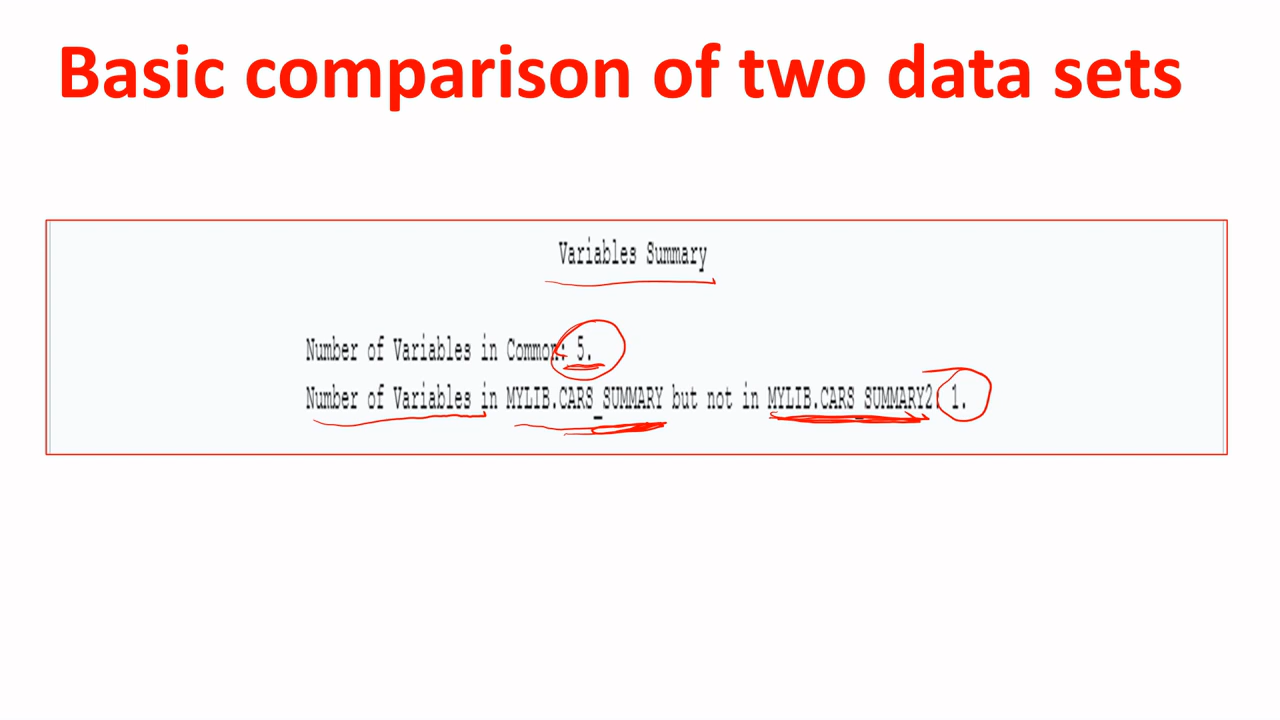 Basic comparison of two data sets
Variables Summary
Number of Variables in Common: 5.
Number of Variables in MYLIB.CARS_SUMMARY but not in MYLIB.CARS_SUMMARY2: 1.